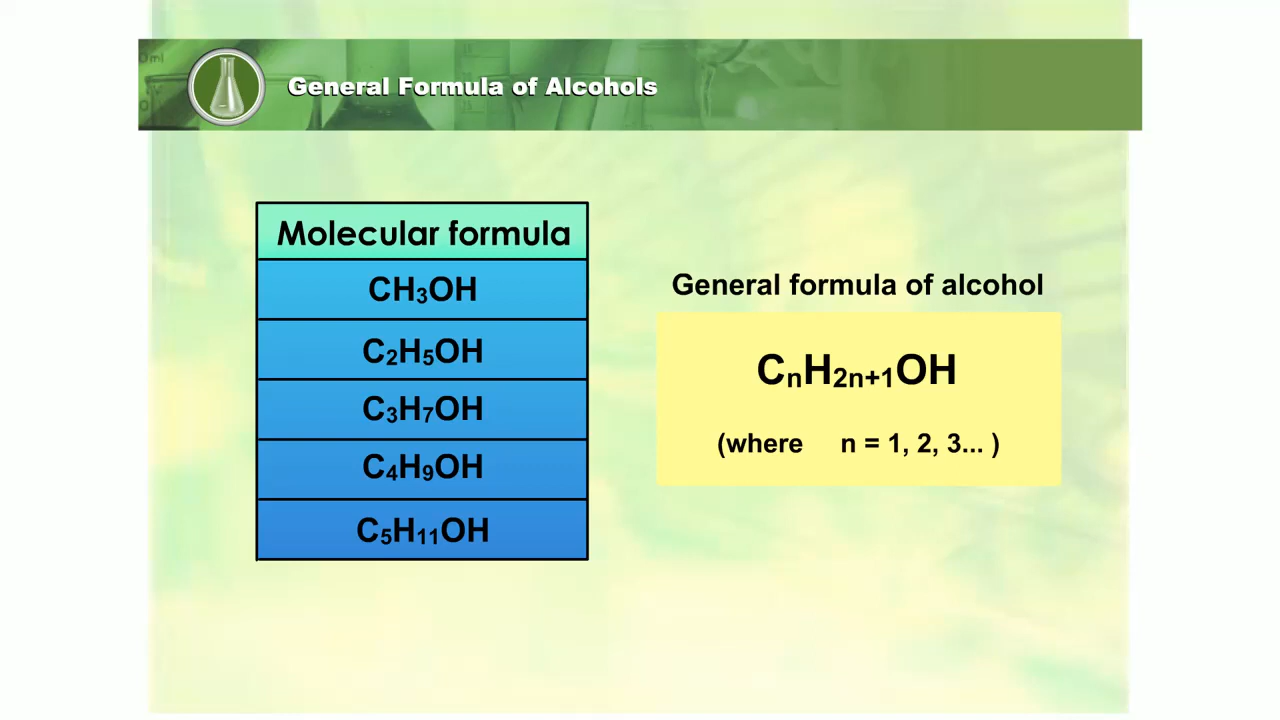 General Formula of Alcohols
Molecular formula
CH₃OH
C₂H₅OH
C₃H₇OH
C₄H₉OH
C₅H₁₁OH
General formula of alcohol
CₙH₂ₙ₊₁OH
(where n = 1, 2, 3... )